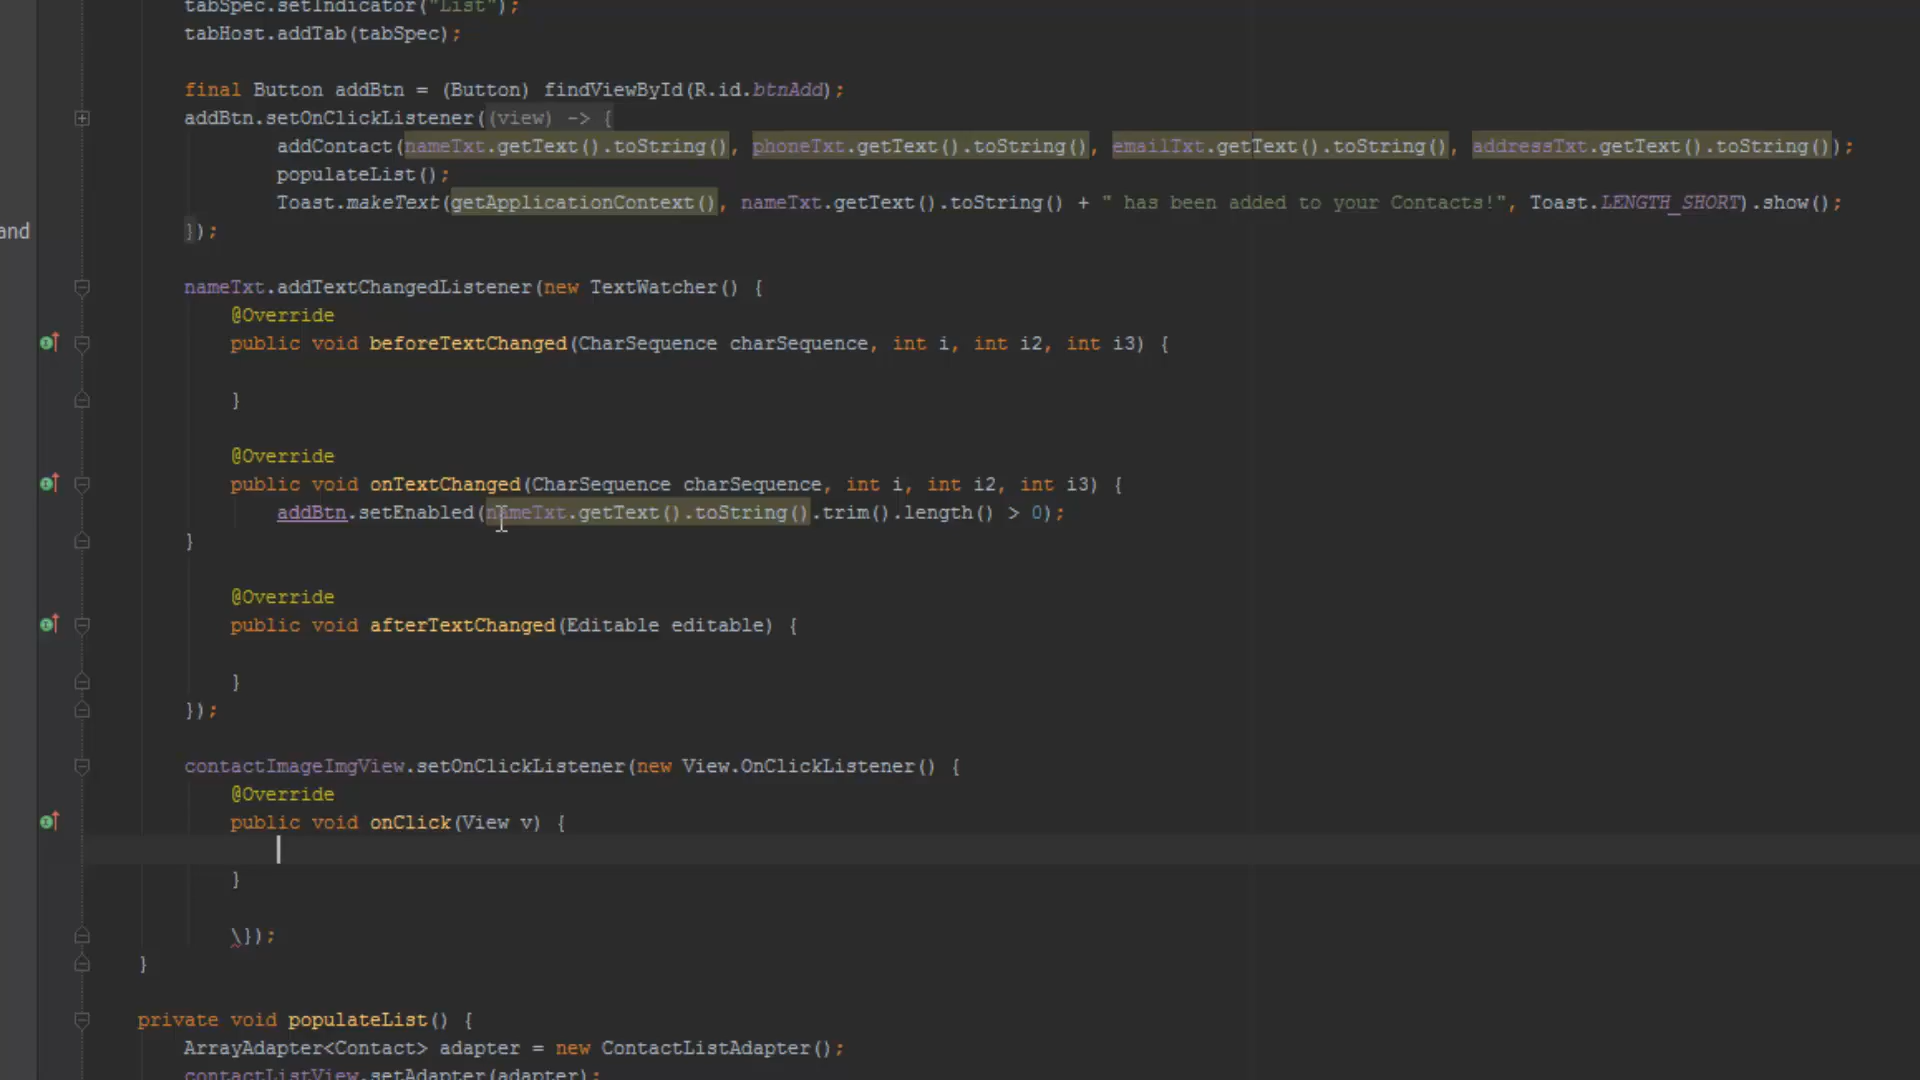 tabSpec.setIndicator("List");
tabHost.addTab(tabSpec);
final Button addBtn = (Button) findViewById(R.id.btnAdd);
addBtn.setOnClickListener((view) -> {
addContact(nameTxt.getText().toString(), phoneTxt.getText().toString(), emailTxt.getText().toString(), addressTxt.getText().toString());
populateList();
Toast.makeText(getApplicationContext(), nameTxt.getText().toString() + " has been added to your Contacts!", Toast.LENGTH_SHORT).show();
and
});
nameTxt.addTextChangedListener(new TextWatcher() {
@Override
public void beforeTextChanged(CharSequence charSequence, int i, int i2, int i3) {
}
@Override
public void onTextChanged(CharSequence charSequence, int i, int i2, int i3) {
addBtn.setEnabled(nameTxt.getText().toString().trim().length() > 0);
}
@Override
public void afterTextChanged(Editable editable) {
}
});
contactImageImgView.setOnClickListener(new View.OnClickListener() {
@Override
public void onClick(View v) {
}
\});
}
private void populateList() {
ArrayAdapter<Contact> adapter = new ContactListAdapter();
contactListView.setAdapter(adapter);